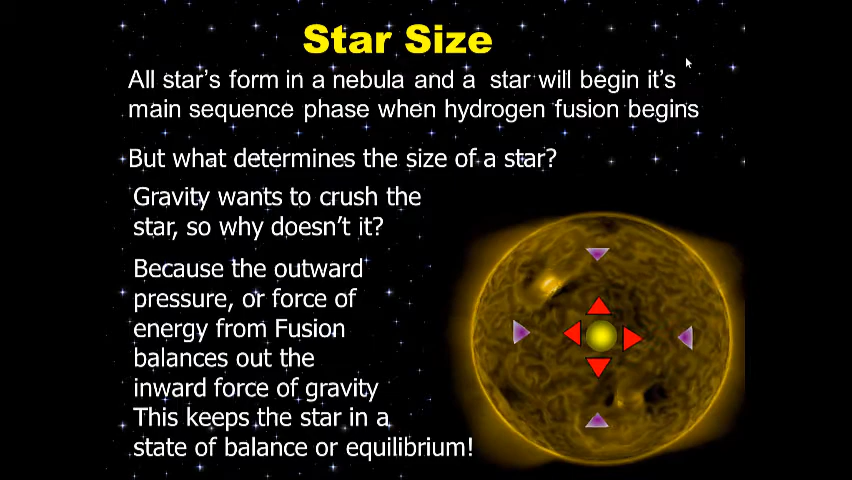 Star Size
All star's form in a nebula and a star will begin it's
main sequence phase when hydrogen fusion begins
But what determines the size of a star?
Gravity wants to crush the
star, so why doesn't it?
Because the outward
pressure, or force of
energy from Fusion
balances out the
inward force of gravity
This keeps the star in a
state of balance or equilibrium!